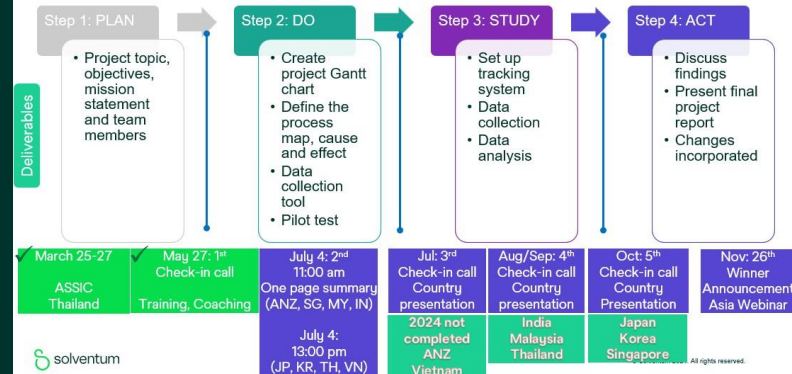 Step 1: PLAN
Step 2: DO
Step 3: STUDY
Step 4: ACT
Deliverables
• Project topic,
objectives,
mission
statement
and team
members
• Create
project Gantt
chart
• Define the
process
map, cause
and effect
• Data
collection
tool
• Pilot test
• Set up
tracking
system
• Data
collection
• Data
analysis
• Discuss
findings
• Present final
project
report
• Changes
incorporated
March 25-27
ASSIC
Thailand
May 27: 1st
Check-in call
Training, Coaching
July 4: 2nd
11:00 am
One page summary
(ANZ, SG, MY, IN)
July 4:
13:00 pm
(JP, KR, TH, VN)
Jul: 3rd
Check-in call
Country
presentation
2024 not
completed
ANZ
Vietnam
Aug/Sep: 4th
Check-in call
Country
presentation
India
Malaysia
Thailand
Oct: 5th
Check-in call
Country
Presentation
Japan
Korea
Singapore
Nov: 26th
Winner
Announcement
Asia Webinar
solventum
All rights reserved.